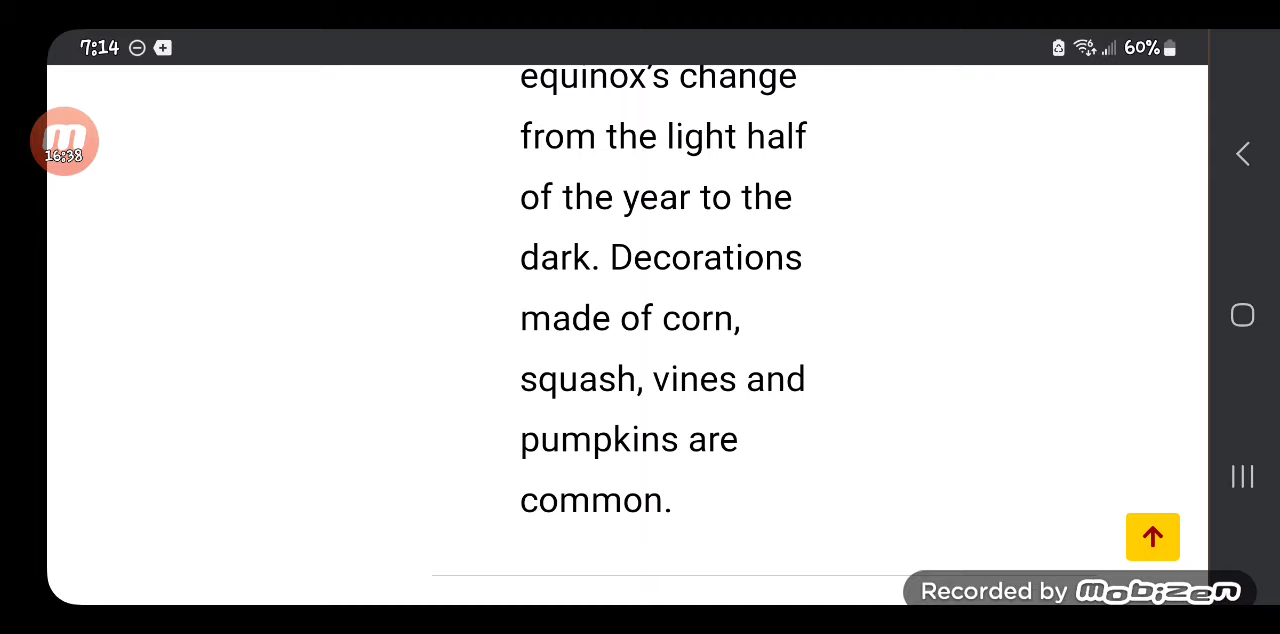 7:14
60%
equinox's change
16:38
from the light half
of the year to the
dark. Decorations
made of corn,
squash, vines and
pumpkins are
common.
Recorded by mobizen